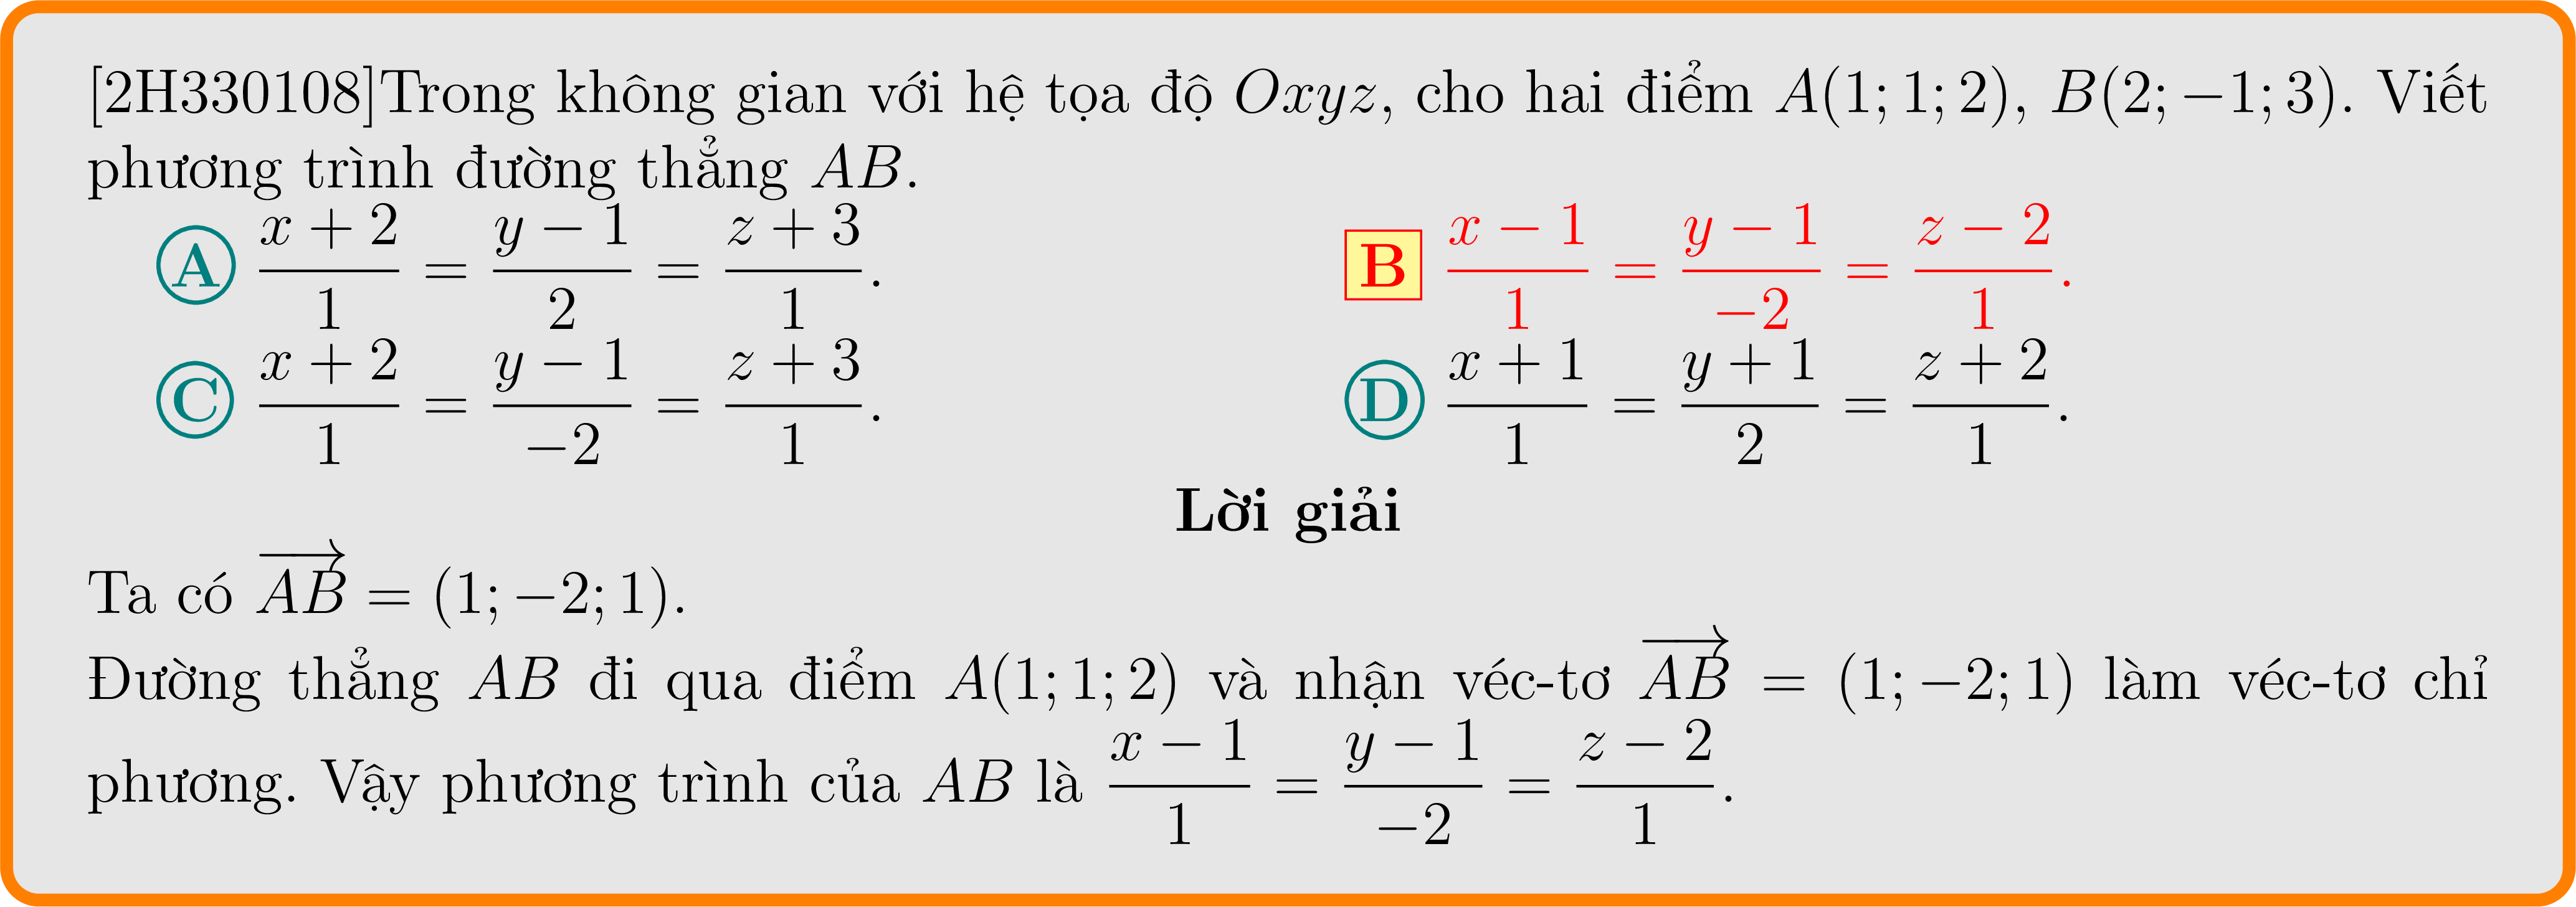 [2H330108]Trong không gian với hệ tọa độ Oxyz, cho hai điểm A(1; 1; 2), B(2; −1; 3). Viết
phương trình đường thẳng AB.
A \frac{x + 2}{1} = \frac{y − 1}{2} = \frac{z + 3}{1}. B \frac{x − 1}{1} = \frac{y − 1}{−2} = \frac{z − 2}{1}.
C \frac{x + 2}{1} = \frac{y − 1}{−2} = \frac{z + 3}{1}. D \frac{x + 1}{1} = \frac{y + 1}{2} = \frac{z + 2}{1}.
Lời giải
Ta có \overrightarrow{AB} = (1; −2; 1).
Đường thẳng AB đi qua điểm A(1; 1; 2) và nhận véc-tơ \overrightarrow{AB} = (1; −2; 1) làm véc-tơ chỉ
phương. Vậy phương trình của AB là \frac{x − 1}{1} = \frac{y − 1}{−2} = \frac{z − 2}{1}.